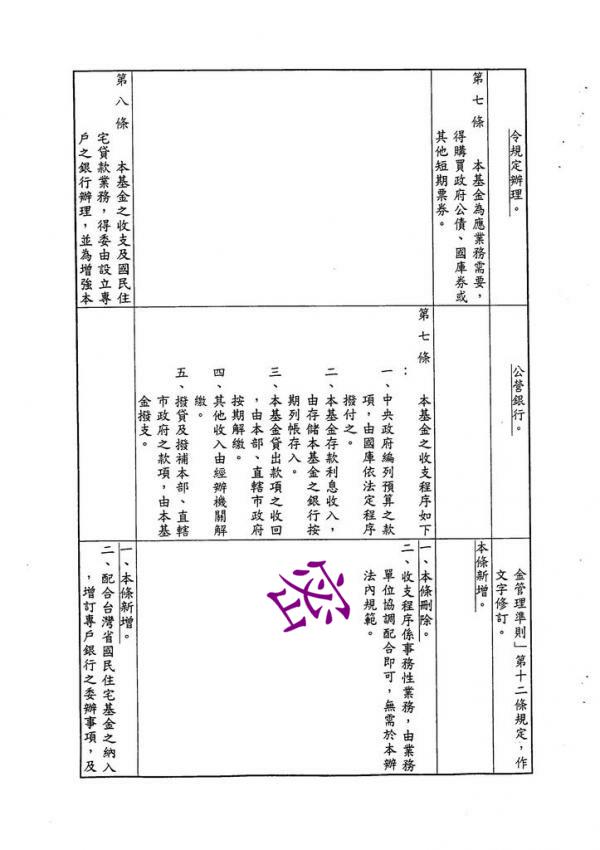 令規定辦理。
公營銀行。
金管理準則」第十二條規定，作
文字修訂。
第七條　本基金為應業務需要，
得購買政府公債、國庫券或
其他短期票券。
本條新增。
第七條　本基金之收支程序如下
：
一、中央政府編列預算之款
項，由國庫依法定程序
撥付之。
二、本基金存款利息收入，
由存儲本基金之銀行按
期列帳存入。
三、本基金貸出款項之收回
，由本部、直轄市政府
按期解繳。
四、其他收入由經辦機關解
繳。
五、撥貸及撥補本部、直轄
市政府之款項，由本基
金撥支。
一、本條刪除。
二、收支程序係事務性業務，由業務
單位協調配合即可，無需於本辦
法內規範。
密
第八條　本基金之收支及國民住
宅貸款業務，得委由設立專
戶之銀行辦理，並為增強本
一、本條新增。
二、配合台灣省國民住宅基金之納入
，增訂專戶銀行之委辦事項，及